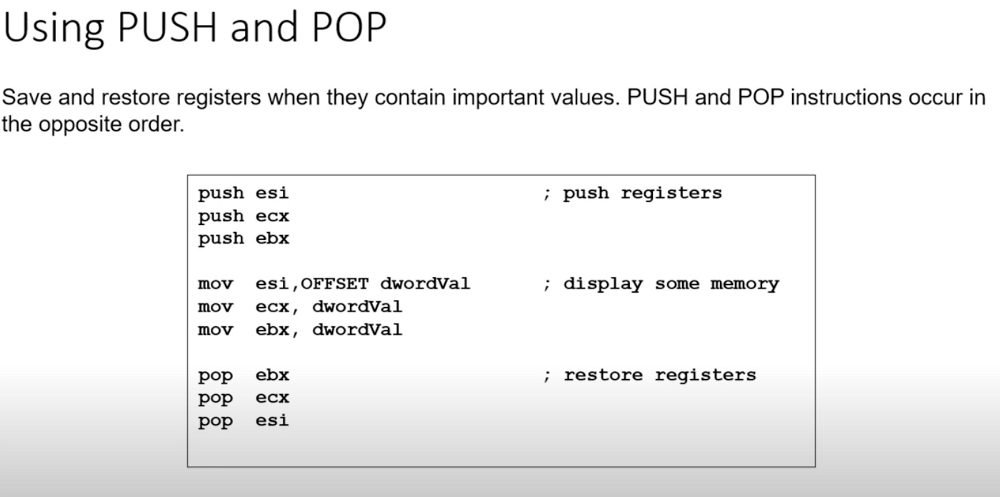 Using PUSH and POP
Save and restore registers when they contain important values. PUSH and POP instructions occur in
the opposite order.
push esi ; push registers
push ecx
push ebx
mov esi,OFFSET dwordVal ; display some memory
mov ecx, dwordVal
mov ebx, dwordVal
pop ebx ; restore registers
pop ecx
pop esi